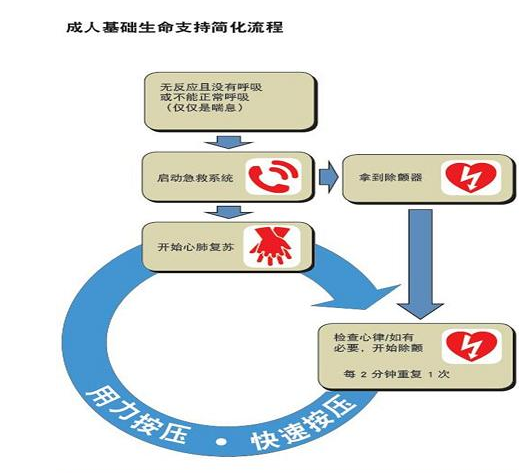 成人基础生命支持简化流程
无反应且没有呼吸
或不能正常呼吸
（仅仅是喘息）
启动急救系统
拿到除颤器
开始心肺复苏
检查心律/如有
必要，开始除颤
每 2 分钟重复 1 次
用力按压 • 快速按压